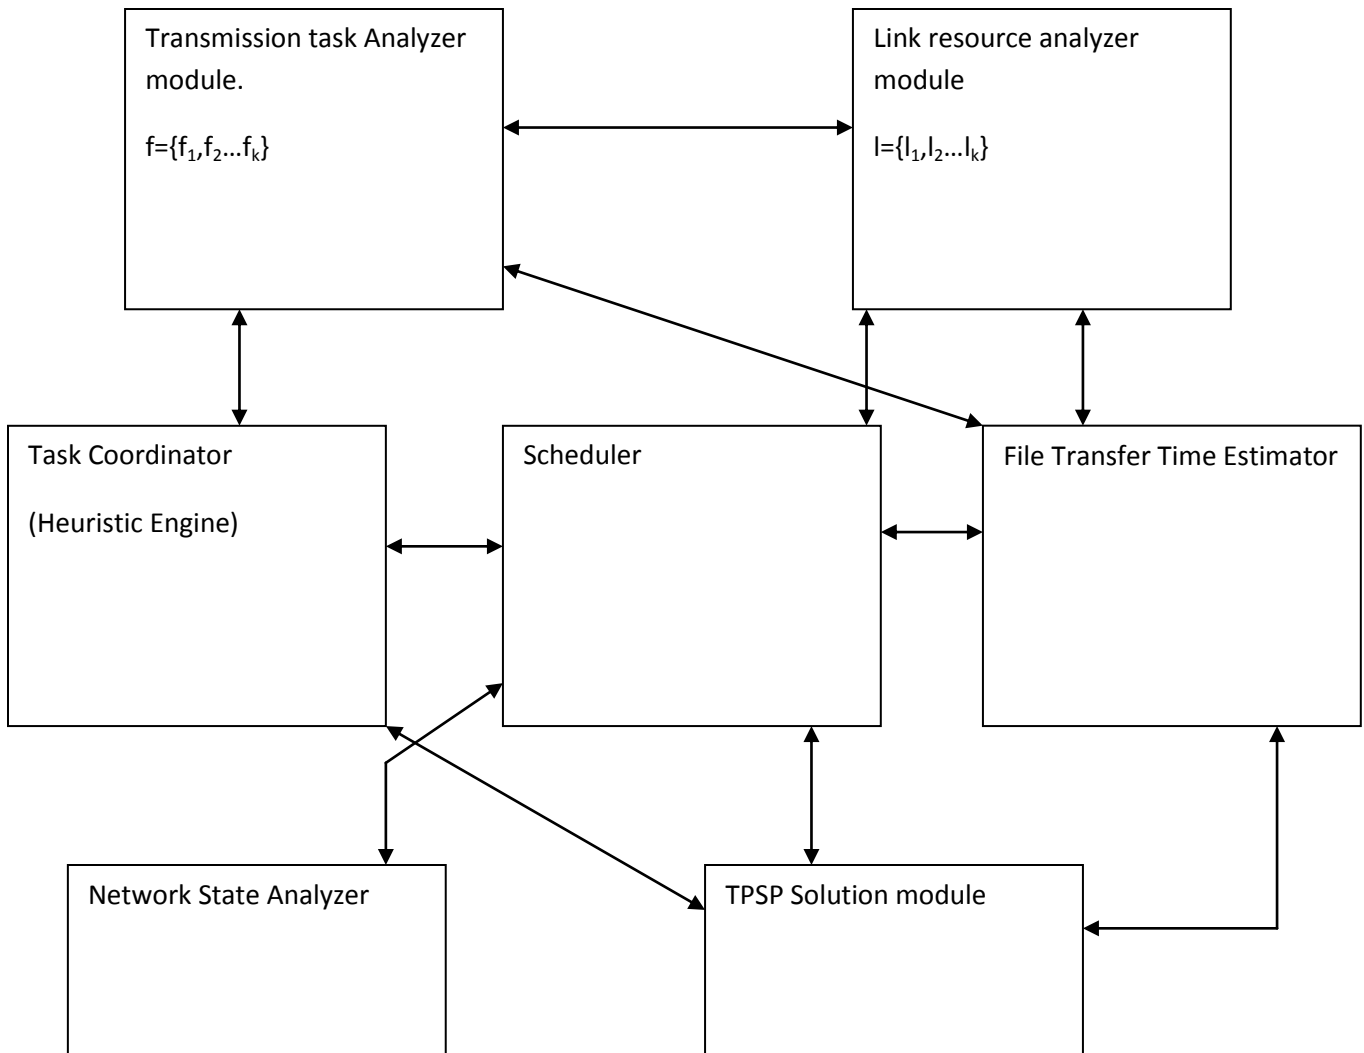 Transmission task Analyzer
module.
f={f₁,f₂...fₖ}
Link resource analyzer
module
l={l₁,l₂...lₖ}
Task Coordinator
(Heuristic Engine)
Scheduler
File Transfer Time Estimator
Network State Analyzer
TPSP Solution module